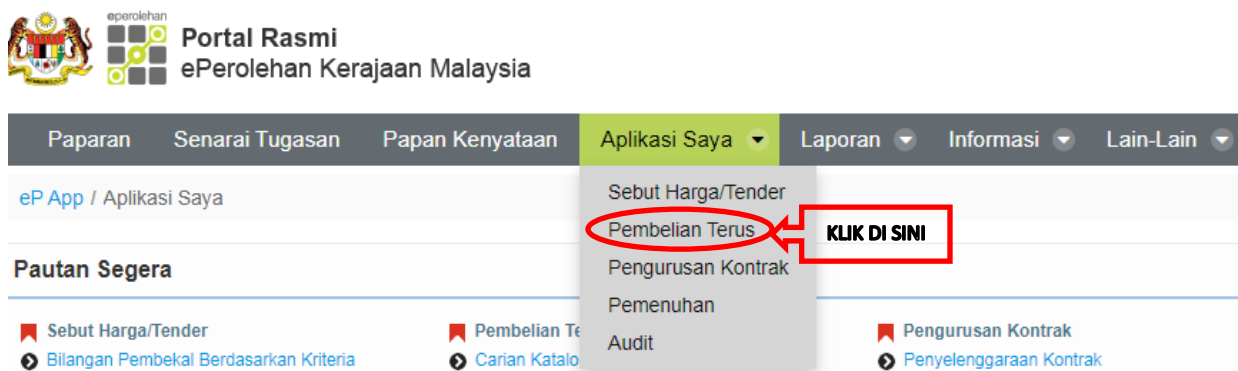 eperolehan
Portal Rasmi
ePerolehan Kerajaan Malaysia
Paparan Senarai Tugasan Papan Kenyataan Aplikasi Saya Laporan Informasi Lain-Lain
eP App / Aplikasi Saya
Sebut Harga/Tender
Pembelian Terus
KLIK DI SINI
Pengurusan Kontrak
Pemenuhan
Audit
Pautan Segera
Sebut Harga/Tender
Bilangan Pembekal Berdasarkan Kriteria
Pembelian Te
Carian Katalo
Pengurusan Kontrak
Penyelenggaraan Kontrak